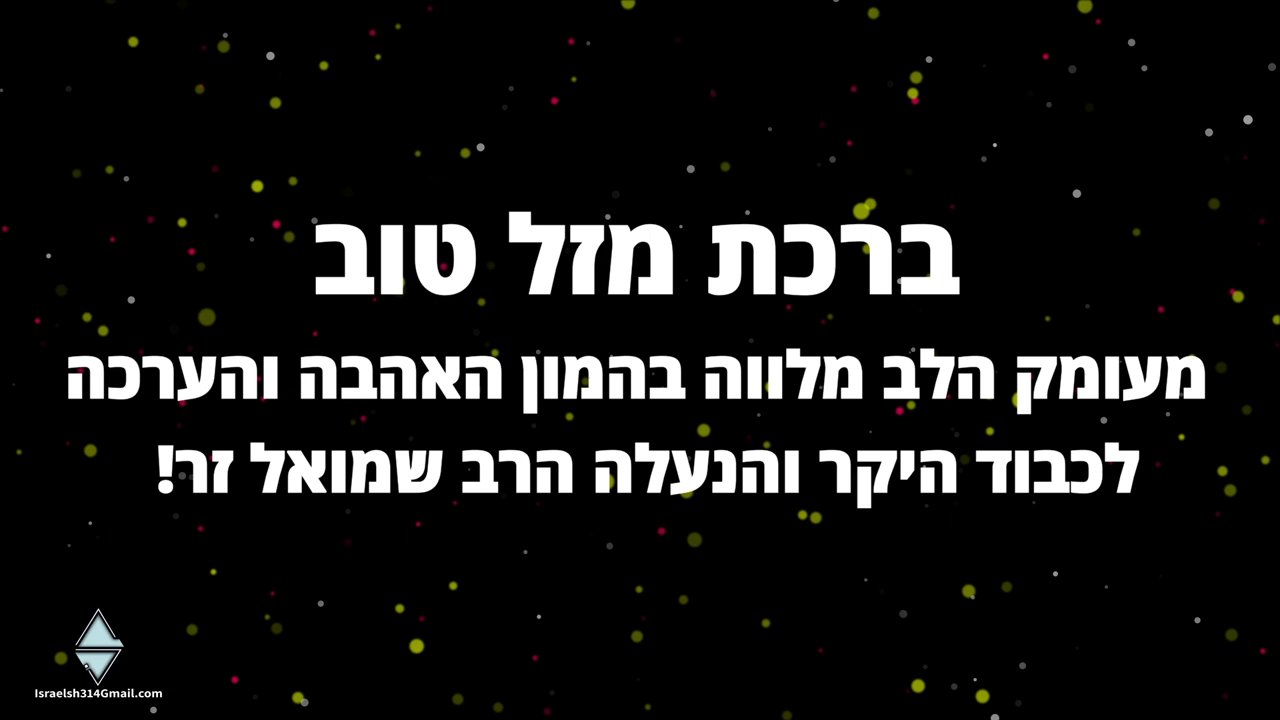 ברכת מזל טוב
מעומק הלב מלווה בהמון האהבה והערכה
לכבוד היקר והנעלה הרב שמואל זר!
Israelsh314Gmail.com